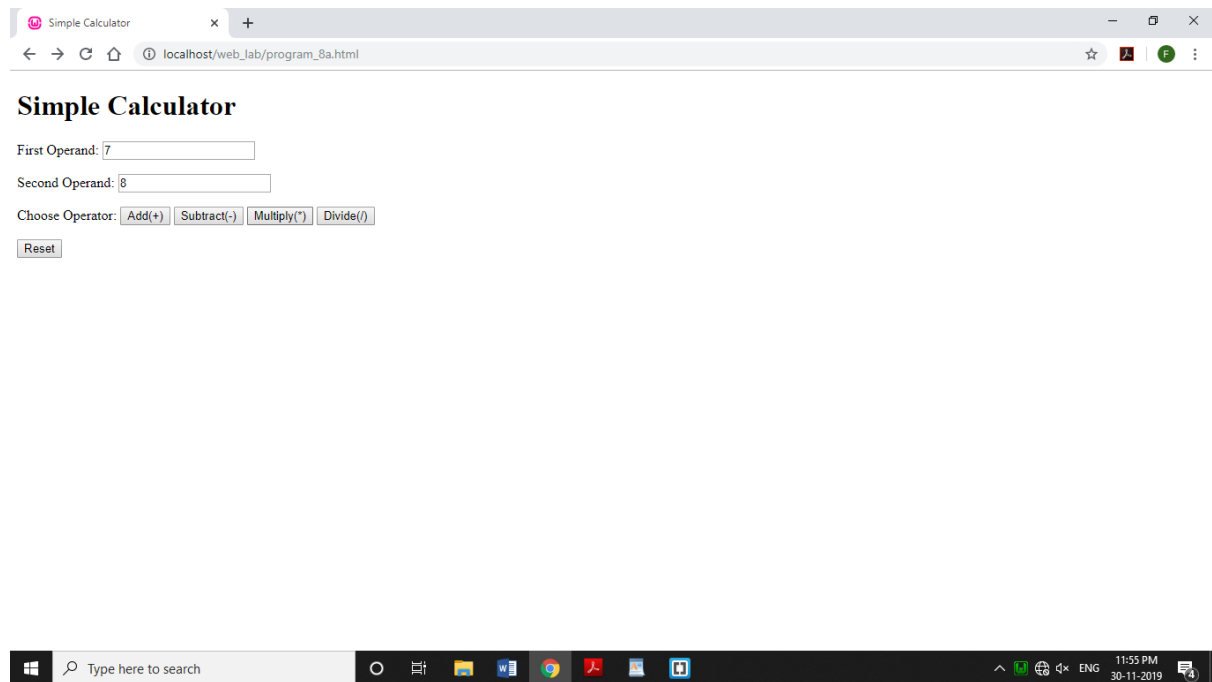 Simple Calculator
localhost/web_lab/program_8a.html
F
Simple Calculator
First Operand: 7
Second Operand: 8
Choose Operator: Add(+) Subtract(-) Multiply(*) Divide(/)
Reset
Type here to search
ENG
11:55 PM
30-11-2019
4